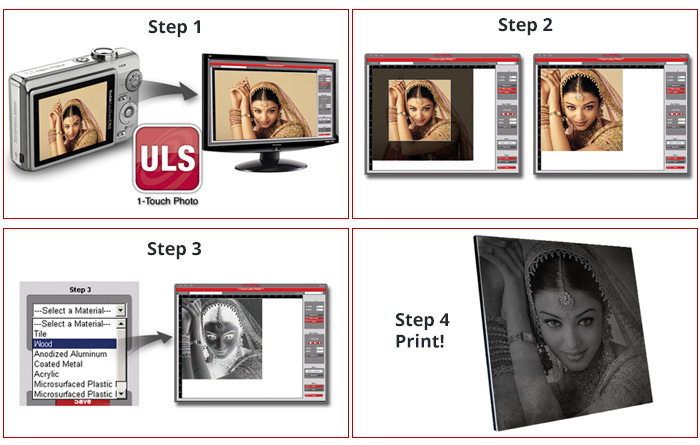 Step 1
ULS
1-Touch Photo
Step 2
Step 3
Step 3
---Select a Material---
---Select a Material---
Tile
Wood
Anodized Aluminum
Coated Metal
Acrylic
Microsurfaced Plastic
Microsurfaced Plastic
Save
Step 4
Print!